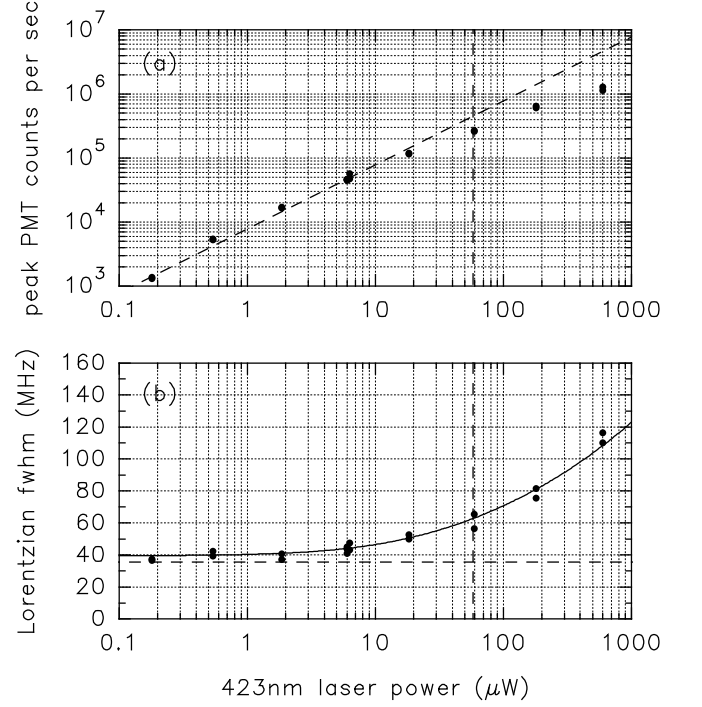 peak PMT counts per sec
10^7
10^6
10^5
10^4
10^3
(a)
0.1 1 10 100 1000
Lorentzian fwhm (MHz)
160
140
120
100
80
60
40
20
0
(b)
0.1 1 10 100 1000
423nm laser power (μW)